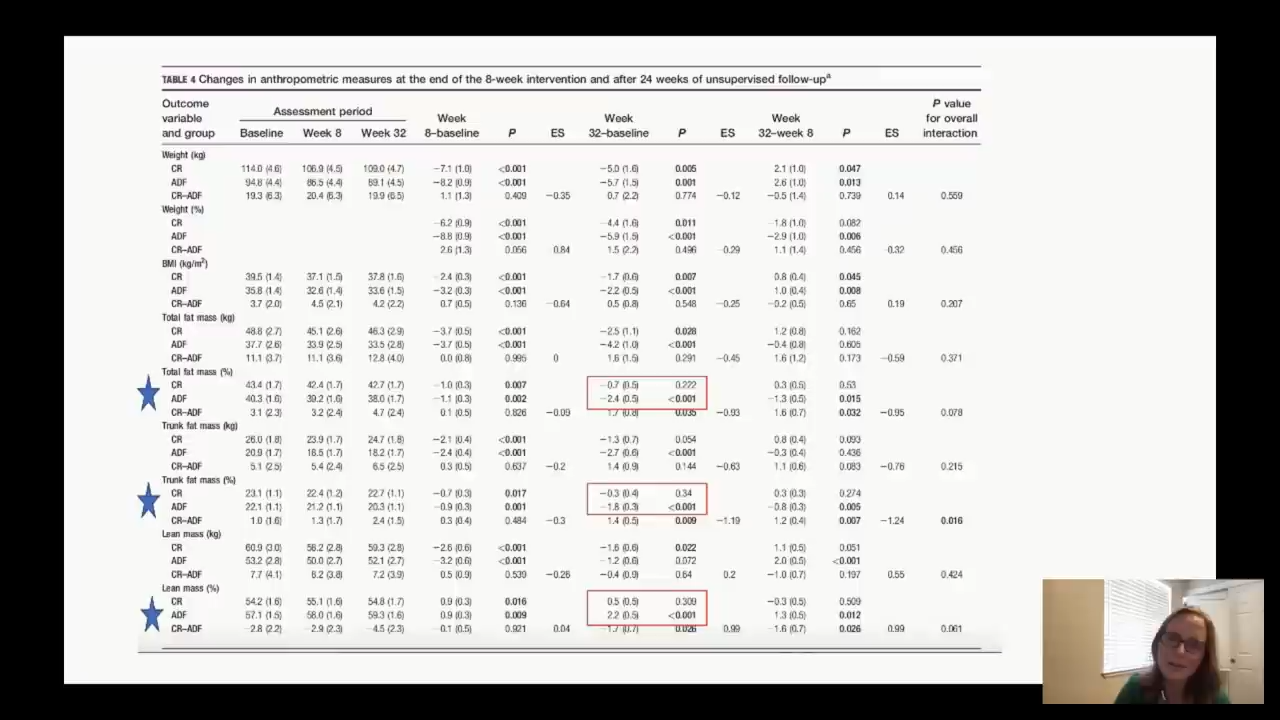 TABLE 4 Changes in anthropometric measures at the end of the 8-week intervention and after 24 weeks of unsupervised follow-upa
Outcome variable and group Assessment period Baseline Week 8 Week 32 Week 8–baseline P ES Week 32–baseline P ES Week 32–week 8 P ES P value for overall interaction
Weight (kg)
CR 114.0 (4.6) 106.9 (4.5) 109.0 (4.7) −7.1 (1.0) <0.001 −5.0 (1.6) 0.005 2.1 (1.0) 0.047
ADF 94.8 (4.4) 86.5 (4.4) 89.1 (4.5) −8.2 (0.9) <0.001 −5.7 (1.5) 0.001 2.6 (1.0) 0.013
CR–ADF 19.3 (6.3) 20.4 (6.3) 19.9 (6.5) 1.1 (1.3) 0.409 −0.35 0.7 (2.2) 0.774 −0.12 −0.5 (1.4) 0.739 0.14 0.559
Weight (%)
CR −6.2 (0.9) <0.001 −4.4 (1.6) 0.011 1.8 (1.0) 0.082
ADF −8.8 (0.9) <0.001 −5.9 (1.5) <0.001 −2.9 (1.0) 0.006
CR–ADF 2.6 (1.3) 0.056 0.84 1.5 (2.2) 0.496 −0.29 1.1 (1.4) 0.456 −0.32 0.456
BMI (kg/m²)
CR 39.5 (1.4) 37.1 (1.5) 37.8 (1.6) −2.4 (0.3) <0.001 −1.7 (0.6) 0.007 0.8 (0.4) 0.045
ADF 35.8 (1.4) 32.6 (1.4) 33.6 (1.5) −3.2 (0.3) <0.001 −2.2 (0.5) <0.001 1.0 (0.4) 0.008
CR–ADF 3.7 (2.0) 4.5 (2.1) 4.2 (2.2) 0.7 (0.5) 0.136 −0.64 0.5 (0.8) 0.548 −0.25 −0.2 (0.5) 0.65 0.19 0.207
Total fat mass (kg)
CR 48.8 (2.7) 45.1 (2.6) 46.3 (2.9) −3.7 (0.5) <0.001 −2.5 (1.1) 0.028 1.2 (0.8) 0.162
ADF 37.7 (2.6) 33.9 (2.5) 33.5 (2.8) −3.7 (0.5) <0.001 −4.2 (1.0) <0.001 −0.4 (0.8) 0.605
CR–ADF 11.1 (3.7) 11.1 (3.6) 12.8 (4.0) 0.0 (0.8) 0.995 0 1.6 (1.5) 0.291 −0.45 1.6 (1.2) 0.173 −0.59 0.371
Total fat mass (%)
CR 43.4 (1.7) 42.4 (1.7) 42.7 (1.7) −1.0 (0.3) 0.007 −0.7 (0.5) 0.222 0.3 (0.5) 0.53
ADF 40.3 (1.6) 39.2 (1.6) 38.0 (1.7) −1.1 (0.3) 0.002 −2.4 (0.5) <0.001 −1.3 (0.5) 0.015
CR–ADF 3.1 (2.3) 3.2 (2.4) 4.7 (2.4) 0.1 (0.5) 0.826 −0.09 1.7 (0.8) 0.035 −0.93 1.6 (0.7) 0.032 −0.95 0.078
Trunk fat mass (kg)
CR 26.0 (1.8) 23.9 (1.7) 24.7 (1.8) −2.1 (0.4) <0.001 −1.3 (0.7) 0.054 0.8 (0.4) 0.093
ADF 20.9 (1.7) 18.5 (1.7) 18.2 (1.7) −2.4 (0.4) <0.001 −2.7 (0.6) <0.001 −0.3 (0.4) 0.436
CR–ADF 5.1 (2.5) 5.4 (2.4) 6.5 (2.5) 0.3 (0.5) 0.637 −0.2 1.4 (0.9) 0.144 −0.63 1.1 (0.6) 0.083 −0.76 0.215
Trunk fat mass (%)
CR 23.1 (1.1) 22.4 (1.2) 22.7 (1.1) −0.7 (0.3) 0.017 −0.3 (0.4) 0.34 0.3 (0.3) 0.274
ADF 22.1 (1.1) 21.2 (1.1) 20.3 (1.1) −0.9 (0.3) 0.001 −1.8 (0.3) <0.001 −0.8 (0.3) 0.005
CR–ADF 1.0 (1.6) 1.3 (1.7) 2.4 (1.5) 0.3 (0.4) 0.484 −0.3 1.4 (0.5) 0.009 −1.19 1.2 (0.4) 0.007 −1.24 0.016
Lean mass (kg)
CR 60.9 (3.0) 58.2 (2.8) 59.3 (2.8) −2.6 (0.6) <0.001 −1.6 (0.6) 0.022 1.1 (0.5) 0.051
ADF 53.2 (2.8) 50.0 (2.7) 52.1 (2.7) −3.2 (0.6) <0.001 −1.2 (0.6) 0.072 2.0 (0.5) <0.001
CR–ADF 7.7 (4.1) 8.2 (3.8) 7.2 (3.9) 0.5 (0.9) 0.539 −0.26 −0.4 (0.9) 0.64 0.2 −1.0 (0.7) 0.197 0.55 0.424
Lean mass (%)
CR 54.2 (1.6) 55.1 (1.6) 54.8 (1.7) 0.9 (0.3) 0.016 0.5 (0.5) 0.309 −0.3 (0.5) 0.509
ADF 57.1 (1.5) 58.0 (1.6) 59.3 (1.6) 0.9 (0.3) 0.009 2.2 (0.5) <0.001 1.3 (0.5) 0.012
CR–ADF −2.8 (2.2) −2.9 (2.3) −4.5 (2.3) −0.1 (0.5) 0.921 0.04 −1.7 (0.7) 0.026 0.99 −1.6 (0.7) 0.026 0.99 0.061